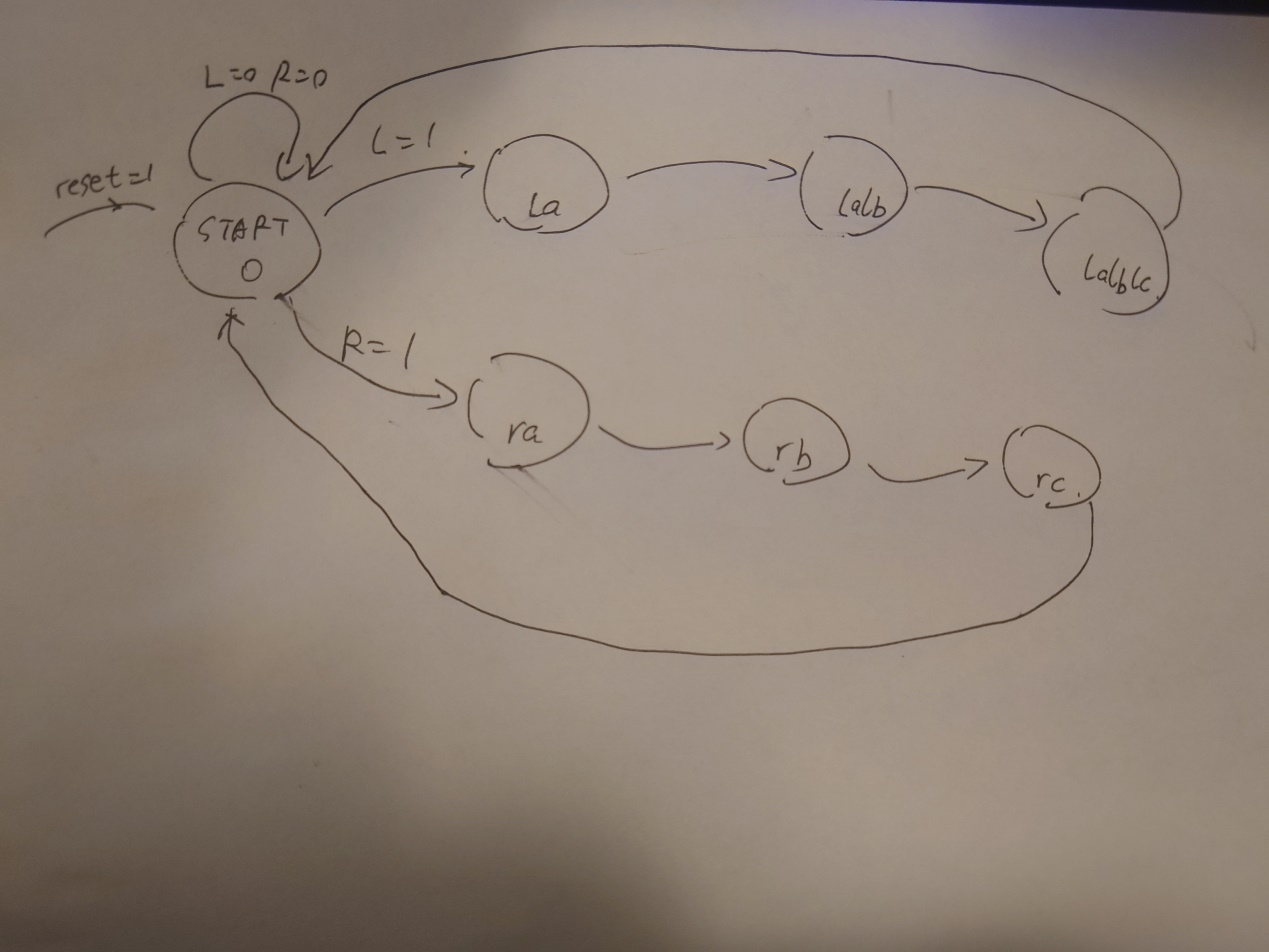 L=0 R=0
reset=1
L=1
START
0
La
LaLb
LaLbLc
R=1
ra
rb
rc